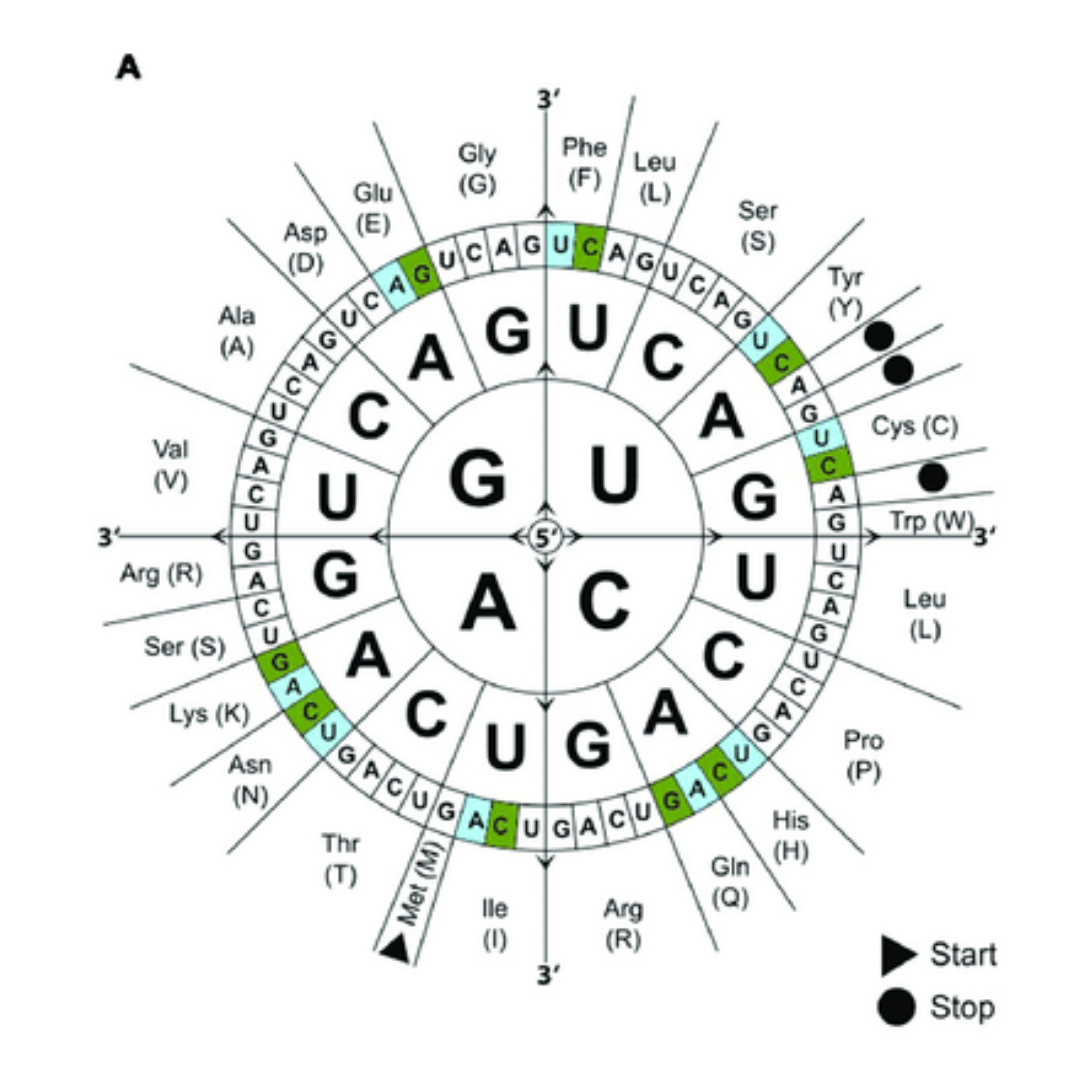 A
3′
Gly
(G)
Phe
(F)
Leu
(L)
Ser
(S)
Tyr
(Y)
Cys (C)
Trp (W)
3′
Leu
(L)
Pro
(P)
His
(H)
Gln
(Q)
Arg
(R)
3′
Ile
(I)
Met (M)
Thr
(T)
Asn
(N)
Lys (K)
Ser (S)
Arg (R)
3′
Val
(V)
Ala
(A)
Asp
(D)
Glu
(E)
U C A G U C A G U C A G U C A G
U C A G U C A G U C A G U C A G
U C A G U C A G U C A G U C A G
U C A G U C A G U C A G U C A G
U C A G
U C A G
U C A G
U C A G
G U
5′
A C
Start
Stop